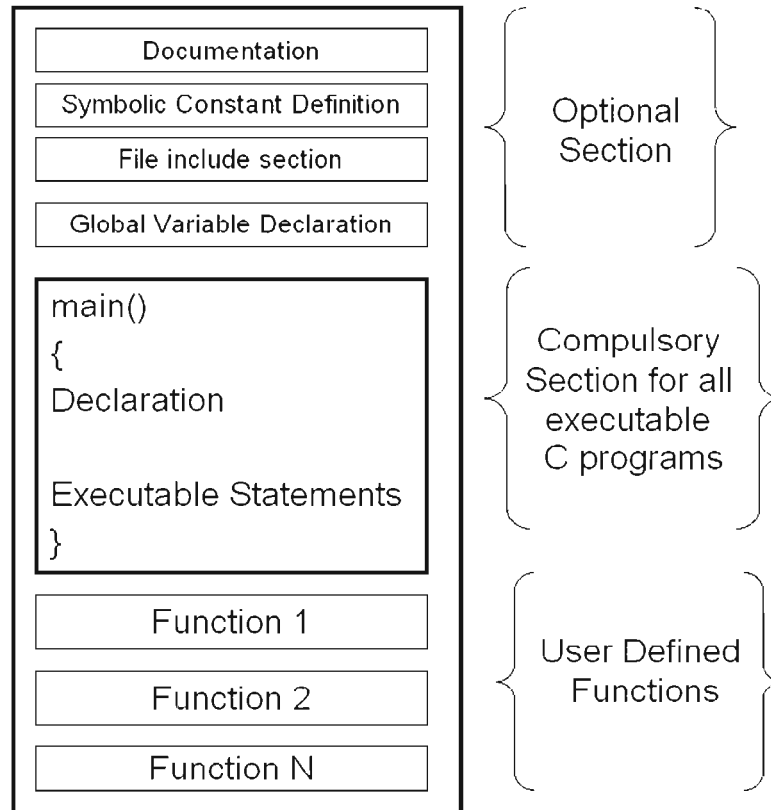 Documentation
Symbolic Constant Definition
File include section
Global Variable Declaration
Optional
Section
main()
{
Declaration
Executable Statements
}
Compulsory
Section for all
executable
C programs
Function 1
Function 2
Function N
User Defined
Functions